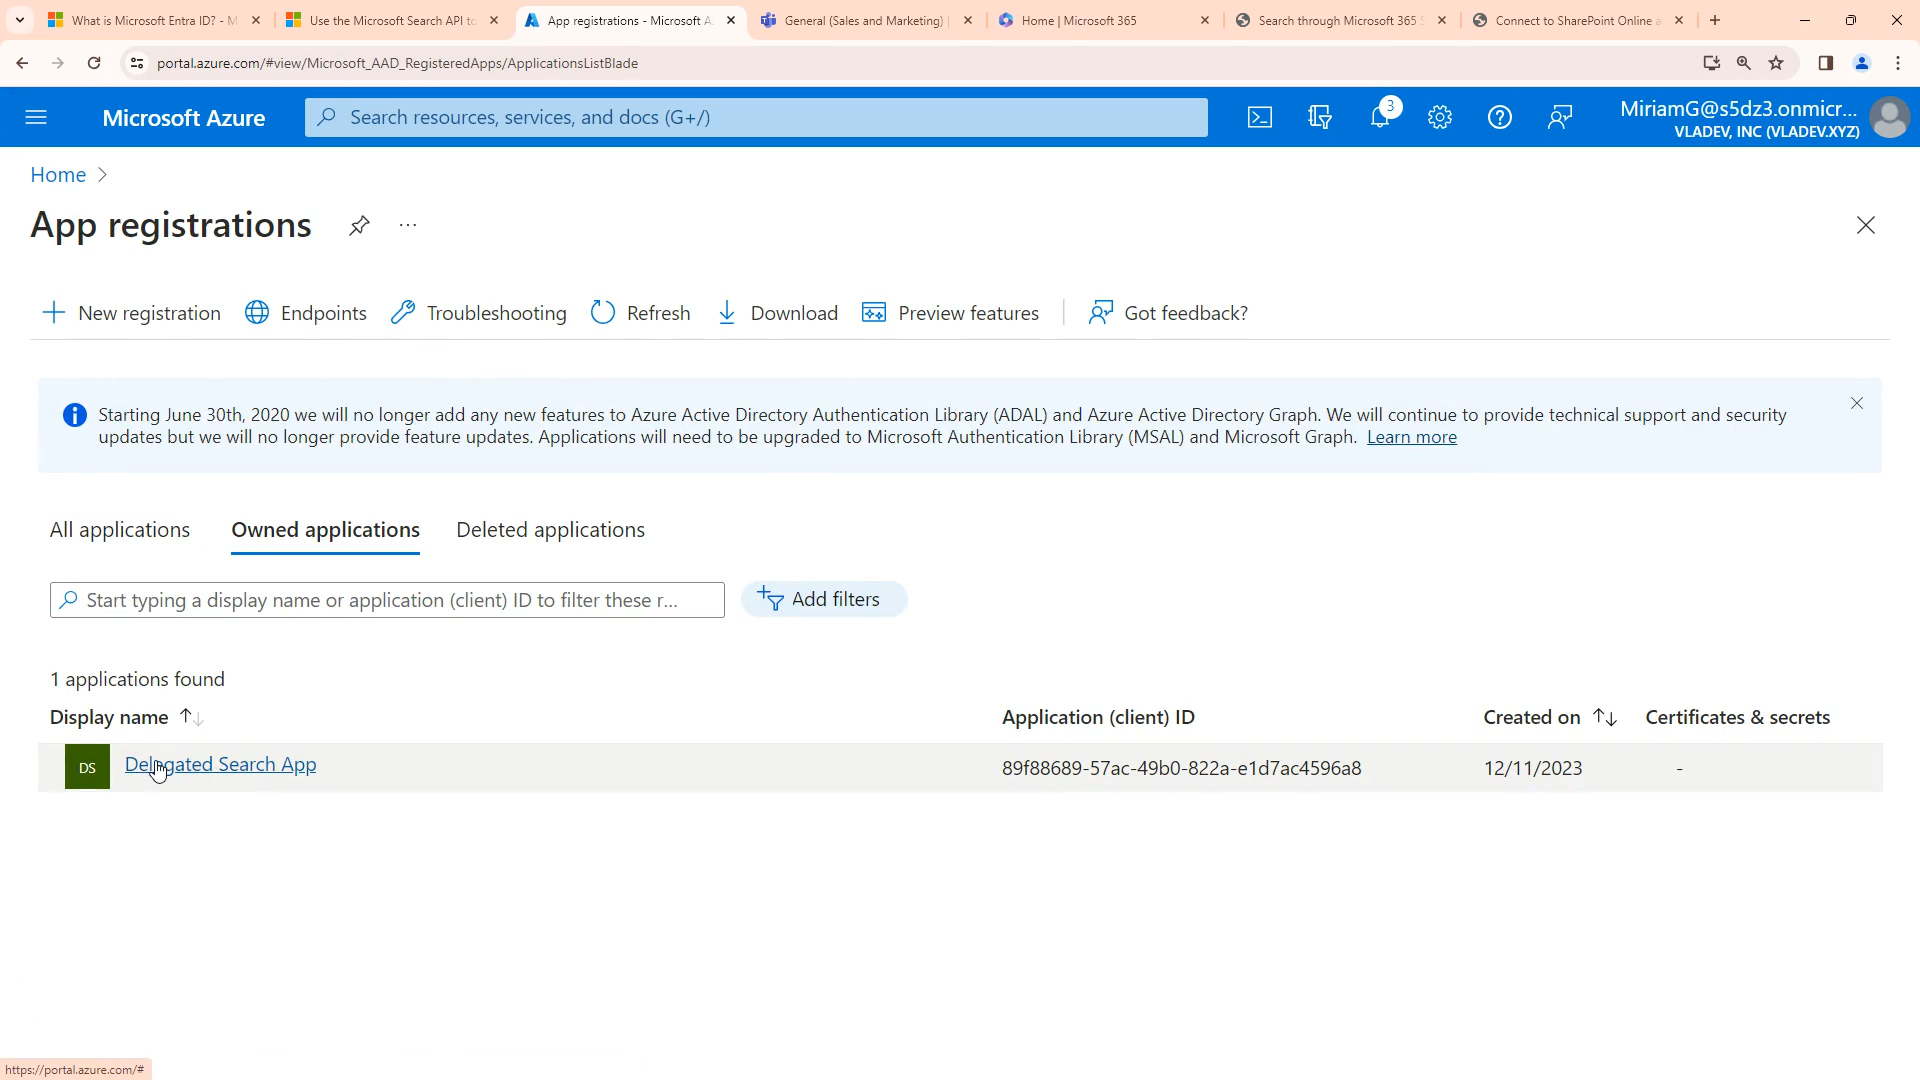 What is Microsoft Entra ID? - M
Use the Microsoft Search API to
App registrations - Microsoft A
General (Sales and Marketing) |
Home | Microsoft 365
Search through Microsoft 365 S
Connect to SharePoint Online a
portal.azure.com/#view/Microsoft_AAD_RegisteredApps/ApplicationsListBlade
Microsoft Azure
Search resources, services, and docs (G+/)
3
MiriamG@s5dz3.onmicr...
VLADEV, INC (VLADEV.XYZ)
Home
App registrations
New registration
Endpoints
Troubleshooting
Refresh
Download
Preview features
Got feedback?
Starting June 30th, 2020 we will no longer add any new features to Azure Active Directory Authentication Library (ADAL) and Azure Active Directory Graph. We will continue to provide technical support and security
updates but we will no longer provide feature updates. Applications will need to be upgraded to Microsoft Authentication Library (MSAL) and Microsoft Graph. Learn more
All applications
Owned applications
Deleted applications
Start typing a display name or application (client) ID to filter these r...
Add filters
1 applications found
Display name
Application (client) ID
Created on
Certificates & secrets
DS
Delegated Search App
89f88689-57ac-49b0-822a-e1d7ac4596a8
12/11/2023
-
https://portal.azure.com/#